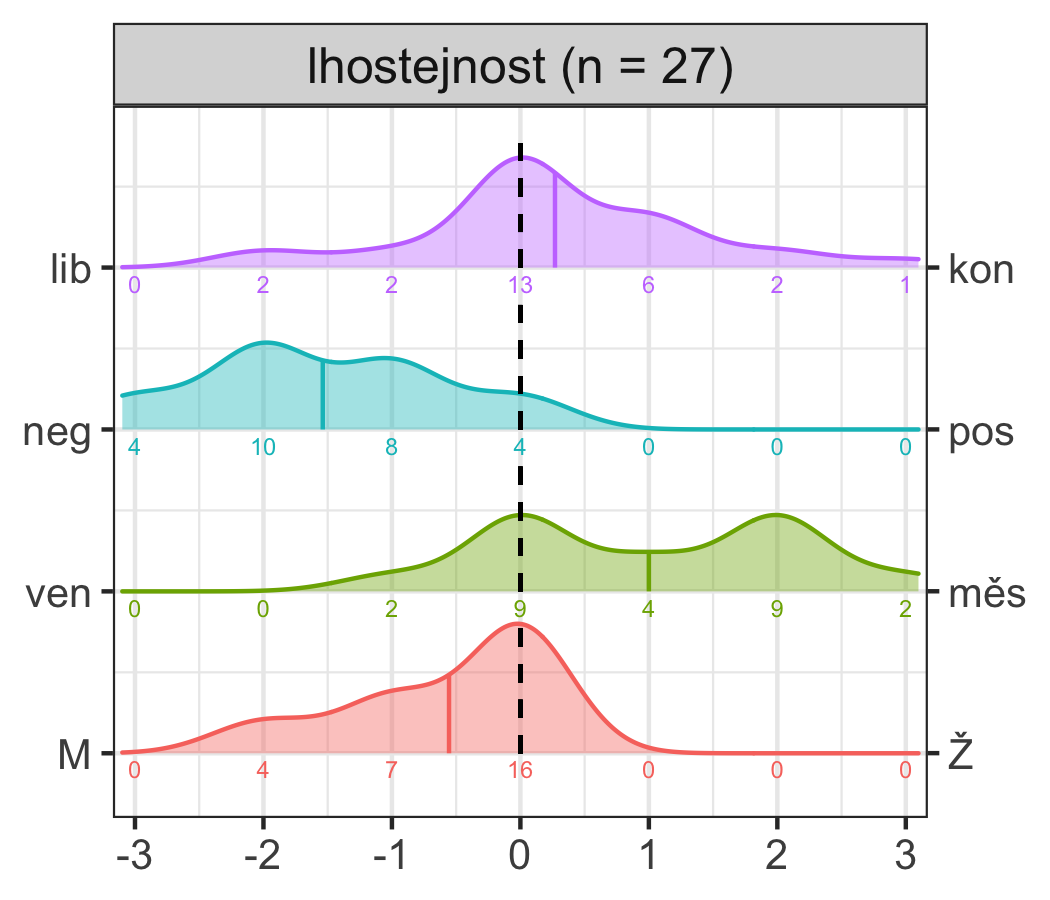 lhostejnost (n = 27)
lib kon
0 2 2 13 6 2 1
neg pos
4 10 8 4 0 0 0
ven měs
0 0 2 9 4 9 2
M Ž
0 4 7 16 0 0 0
-3 -2 -1 0 1 2 3